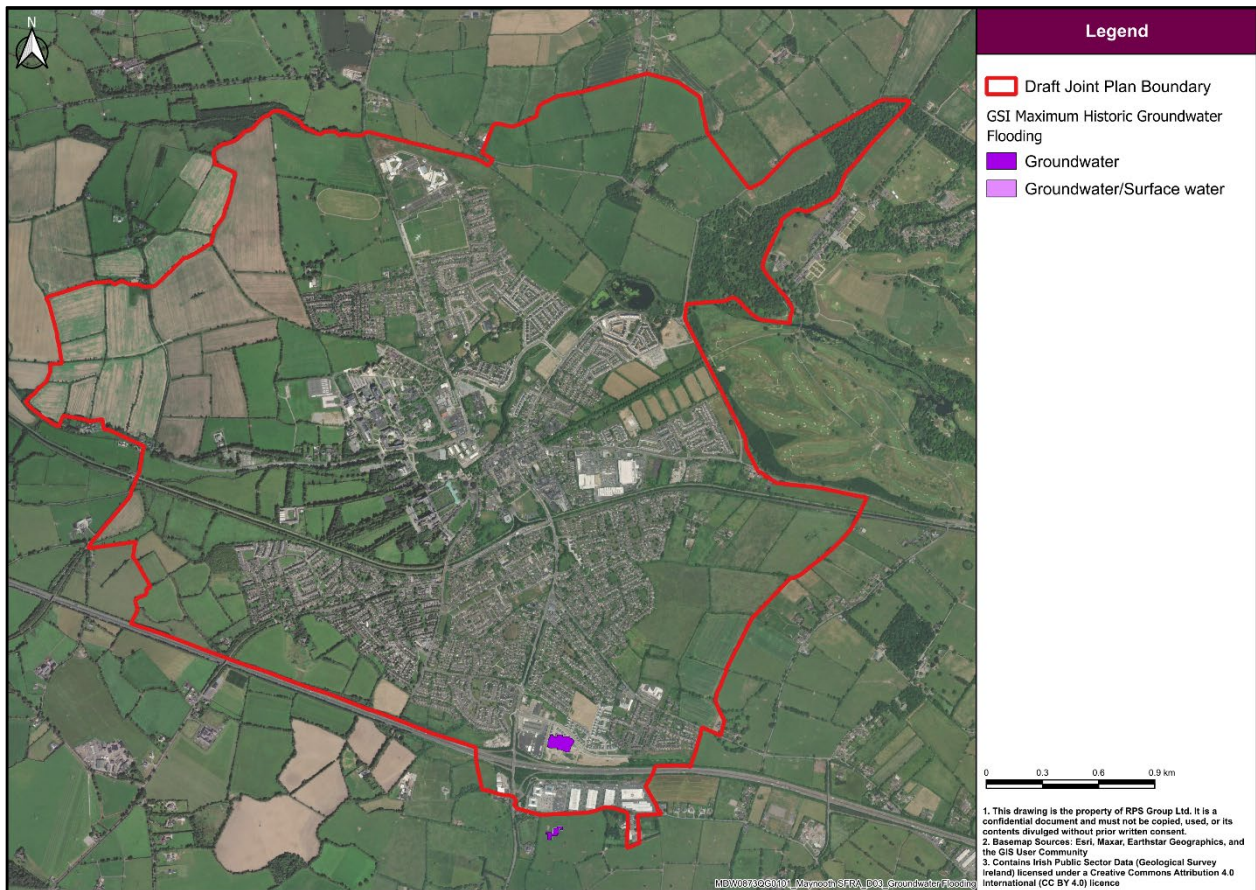 N
Legend
Draft Joint Plan Boundary
GSI Maximum Historic Groundwater
Flooding
Groundwater
Groundwater/Surface water
0 0.3 0.6 0.9 km
1. This drawing is the property of RPS Group Ltd. It is a
confidential document and must not be copied, used, or its
contents divulged without prior written consent.
2. Basemap Sources: Esri, Maxar, Earthstar Geographics, and
the GIS User Community
3. Contains Irish Public Sector Data (Geological Survey
Ireland) licensed under a Creative Commons Attribution 4.0
International (CC BY 4.0) licence
MDW0873OG0101_Maynooth SFRA_D03_Groundwater Flooding